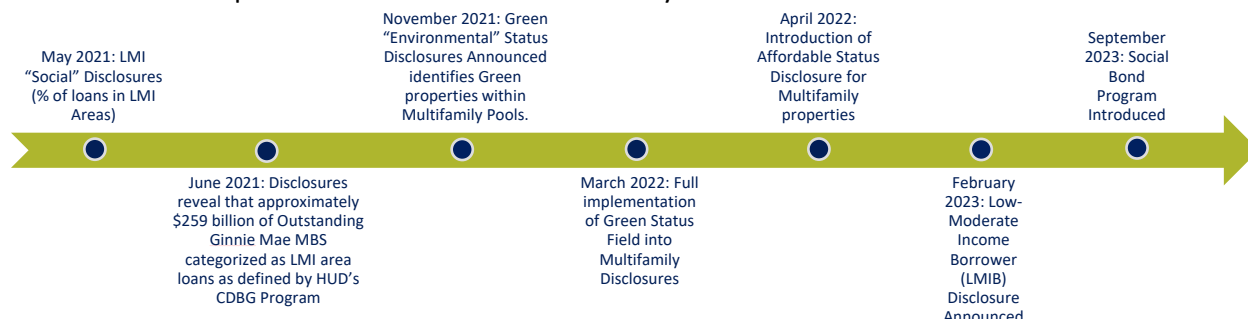 May 2021: LMI
“Social” Disclosures
(% of loans in LMI
Areas)
June 2021: Disclosures
reveal that approximately
$259 billion of Outstanding
Ginnie Mae MBS
categorized as LMI area
loans as defined by HUD’s
CDBG Program
November 2021: Green
“Environmental” Status
Disclosures Announced
identifies Green
properties within
Multifamily Pools.
March 2022: Full
implementation
of Green Status
Field into
Multifamily
Disclosures
April 2022:
Introduction of
Affordable Status
Disclosure for
Multifamily
properties
February
2023: Low-
Moderate
Income
Borrower
(LMIB)
Disclosure
Announced
September
2023: Social
Bond
Program
Introduced